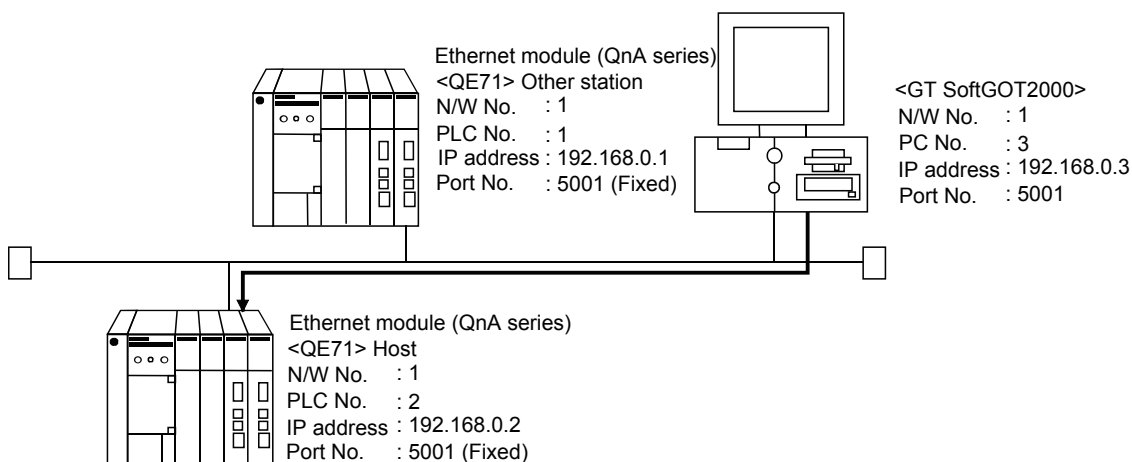 Ethernet module (QnA series)
<QE71> Other station
N/W No. : 1
PLC No. : 1
IP address : 192.168.0.1
Port No. : 5001 (Fixed)
<GT SoftGOT2000>
N/W No. : 1
PC No. : 3
IP address : 192.168.0.3
Port No. : 5001
Ethernet module (QnA series)
<QE71> Host
N/W No. : 1
PLC No. : 2
IP address : 192.168.0.2
Port No. : 5001 (Fixed)